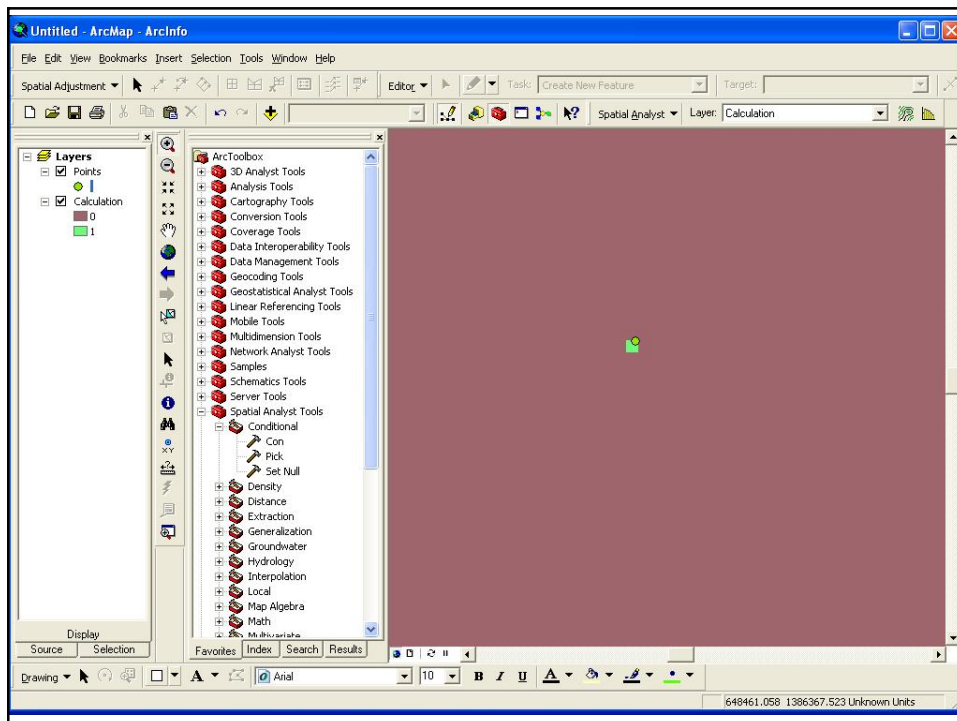 Untitled - ArcMap - ArcInfo
File Edit View Bookmarks Insert Selection Tools Window Help
Spatial Adjustment Editor Task: Create New Feature Target:
Spatial Analyst Layer: Calculation
Layers
Points
Calculation
0
1
Display
Source Selection
ArcToolbox
3D Analyst Tools
Analysis Tools
Cartography Tools
Conversion Tools
Coverage Tools
Data Interoperability Tools
Data Management Tools
Geocoding Tools
Geostatistical Analyst Tools
Linear Referencing Tools
Mobile Tools
Multidimension Tools
Network Analyst Tools
Samples
Schematics Tools
Server Tools
Spatial Analyst Tools
Conditional
Con
Pick
Set Null
Density
Distance
Extraction
Generalization
Groundwater
Hydrology
Interpolation
Local
Map Algebra
Math
Multivariate
Favorites Index Search Results
XY
Drawing A Arial 10 B I U A
648461.058 1386367.523 Unknown Units